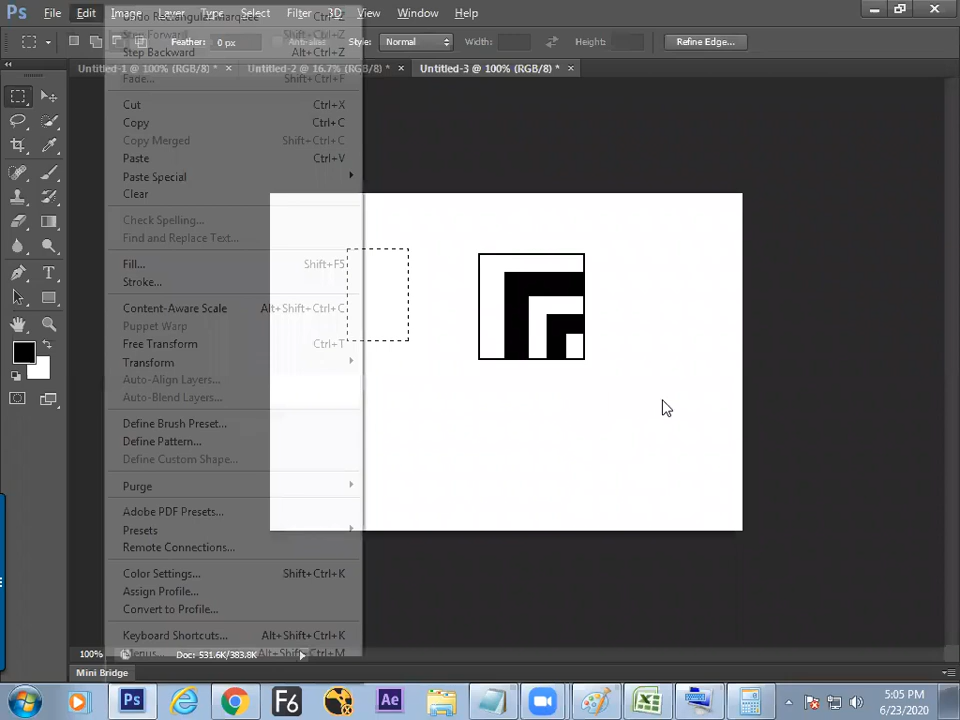 Ps File Edit Image Layer Type Select Filter 3D View Window Help
Feather: 0 px Anti-alias Style: Normal Width: Height: Refine Edge...
Untitled-1 @ 100% (RGB/8) * × Untitled-2 @ 16.7% (RGB/8) * × Untitled-3 @ 100% (RGB/8) * ×
Undo Rectangular Marquee Ctrl+Z
Step Forward Shift+Ctrl+Z
Step Backward Alt+Ctrl+Z
Fade... Shift+Ctrl+F
Cut Ctrl+X
Copy Ctrl+C
Copy Merged Shift+Ctrl+C
Paste Ctrl+V
Paste Special
Clear
Check Spelling...
Find and Replace Text...
Fill... Shift+F5
Stroke...
Content-Aware Scale Alt+Shift+Ctrl+C
Puppet Warp
Free Transform Ctrl+T
Transform
Auto-Align Layers...
Auto-Blend Layers...
Define Brush Preset...
Define Pattern...
Define Custom Shape...
Purge
Adobe PDF Presets...
Presets
Remote Connections...
Color Settings... Shift+Ctrl+K
Assign Profile...
Convert to Profile...
Keyboard Shortcuts... Alt+Shift+Ctrl+K
Menus... Alt+Shift+Ctrl+M
100% Doc: 531.6K/383.8K
Mini Bridge
Ps F6 Ae
5:05 PM
6/23/2020